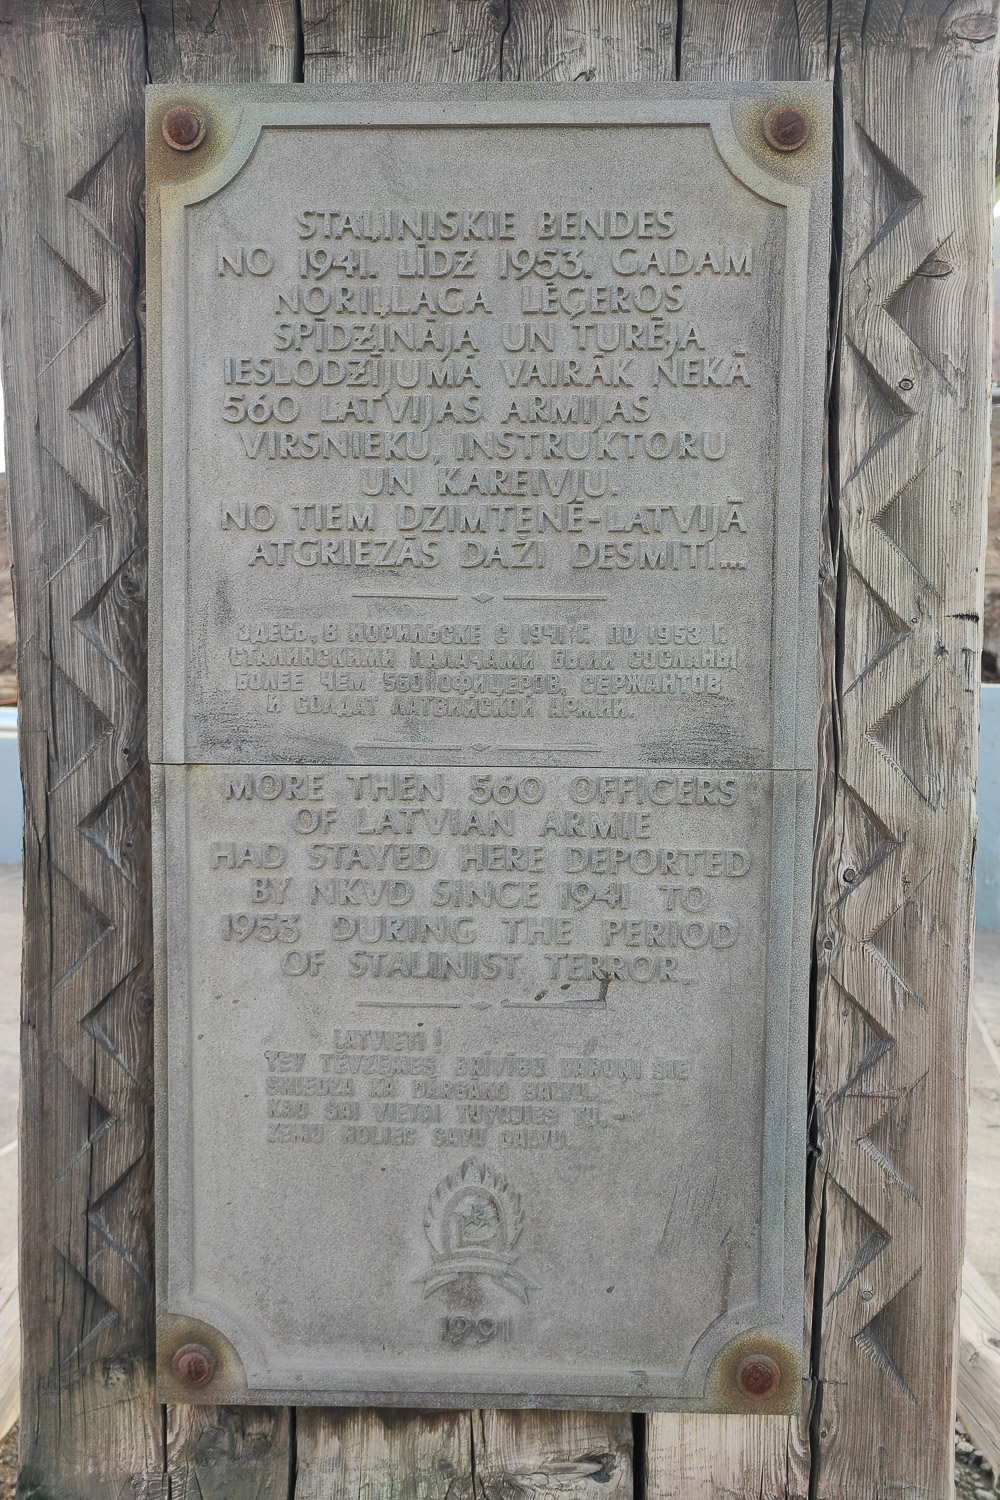 STAĻINISKIE BENDES
NO 1941. LĪDZ 1953. GADAM
NORIĻLAGA LĒĢEROS
SPĪDZINĀJA UN TURĒJA
IESLODZĪJUMĀ VAIRĀK NEKĀ
560 LATVIJAS ARMIJAS
VIRSNIEKU, INSTRUKTORU
UN KAREIVJU.
NO TIEM DZIMTENĒ-LATVIJĀ
ATGRIEZĀS DAŽI DESMITI...
ЗДЕСЬ, В НОРИЛЬСКЕ С 1941 Г. ПО 1953 Г.
СТАЛИНСКИМИ ПАЛАЧАМИ БЫЛИ СОСЛАНЫ
БОЛЕЕ ЧЕМ 560 ОФИЦЕРОВ, СЕРЖАНТОВ
И СОЛДАТ ЛАТВИЙСКОЙ АРМИИ.
MORE THEN 560 OFFICERS
OF LATVIAN ARMIE
HAD STAYED HERE DEPORTED
BY NKVD SINCE 1941 TO
1953 DURING THE PERIOD
OF STALINIST TERROR.
LATVIETI!
TEV TĒVZEMES BRĪVĪBU VAROŅI ŠIE
SNIEDZA KĀ DĀRGĀKO BALVU.
KAD ŠAI VIETAI TUVOJIES TU,-
ZEMU NOLIEC SAVU GALVU.
1991